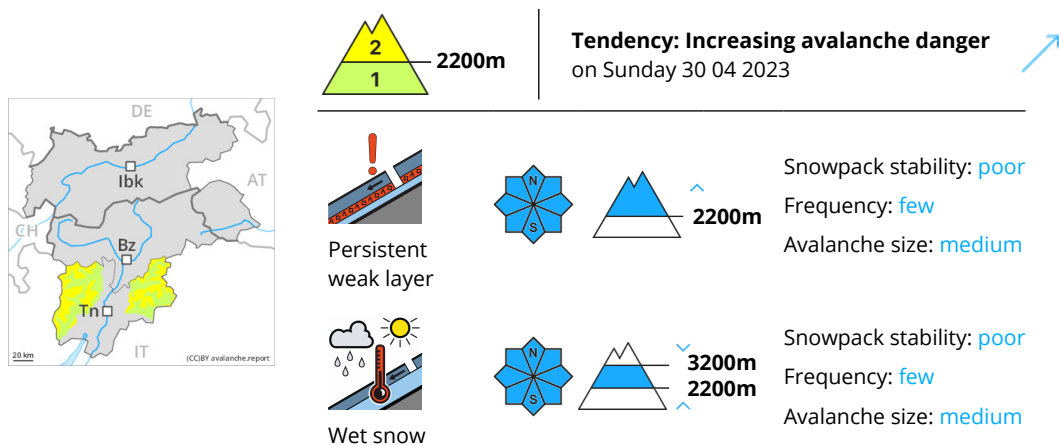 2
1
2200m
Tendency: Increasing avalanche danger
on Sunday 30 04 2023
DE
Ibk
AT
CH
Bz
Tn
IT
20 km
(CC)BY avalanche.report
N
S
2200m
Persistent
weak layer
Snowpack stability: poor
Frequency: few
Avalanche size: medium
N
S
3200m
2200m
Wet snow
Snowpack stability: poor
Frequency: few
Avalanche size: medium